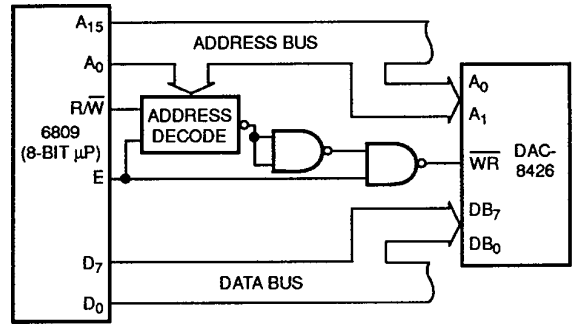 A15
ADDRESS BUS
A0
R/W̅
6809
(8-BIT µP)
E
ADDRESS
DECODE
A0
A1
W̅R̅
DAC-
8426
DB7
DB0
D7
DATA BUS
D0